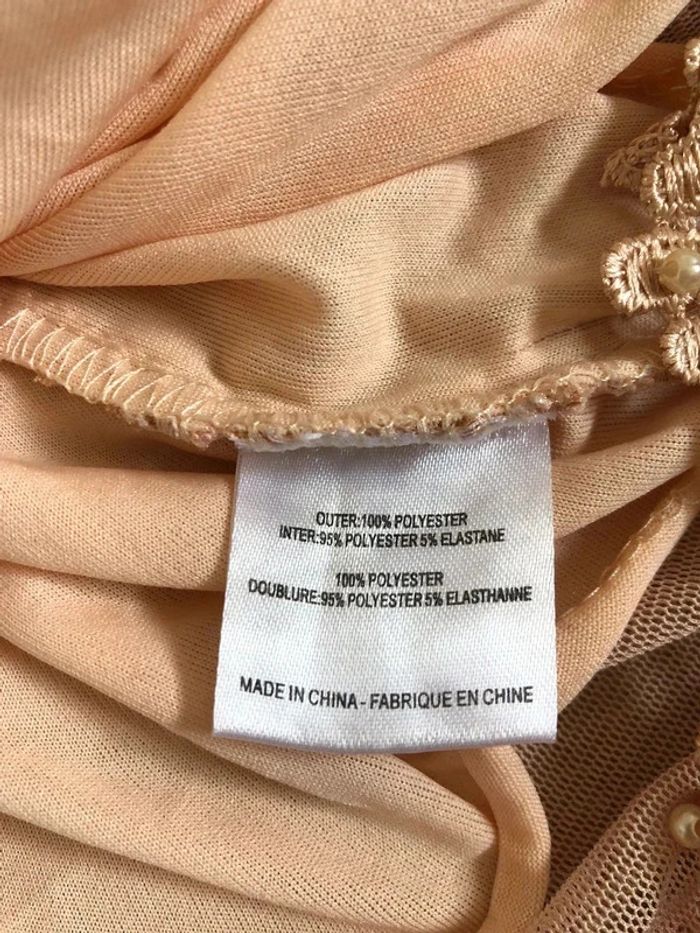 OUTER:100% POLYESTER
INTER:95% POLYESTER 5% ELASTANE
100% POLYESTER
DOUBLURE:95% POLYESTER 5% ELASTHANNE
MADE IN CHINA - FABRIQUE EN CHINE